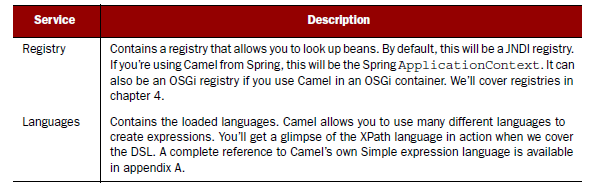 Service Description
Registry Contains a registry that allows you to look up beans. By default, this will be a JNDI registry.
If you're using Camel from Spring, this will be the Spring ApplicationContext. It can
also be an OSGi registry if you use Camel in an OSGi container. We'll cover registries in
chapter 4.
Languages Contains the loaded languages. Camel allows you to use many different languages to
create expressions. You'll get a glimpse of the XPath language in action when we cover
the DSL. A complete reference to Camel's own Simple expression language is available
in appendix A.